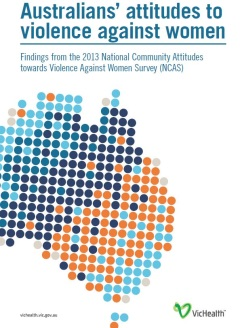 Australians' attitudes to
violence against women
Findings from the 2013 National Community Attitudes
towards Violence Against Women Survey (NCAS)
vichealth.vic.gov.au
VicHealth